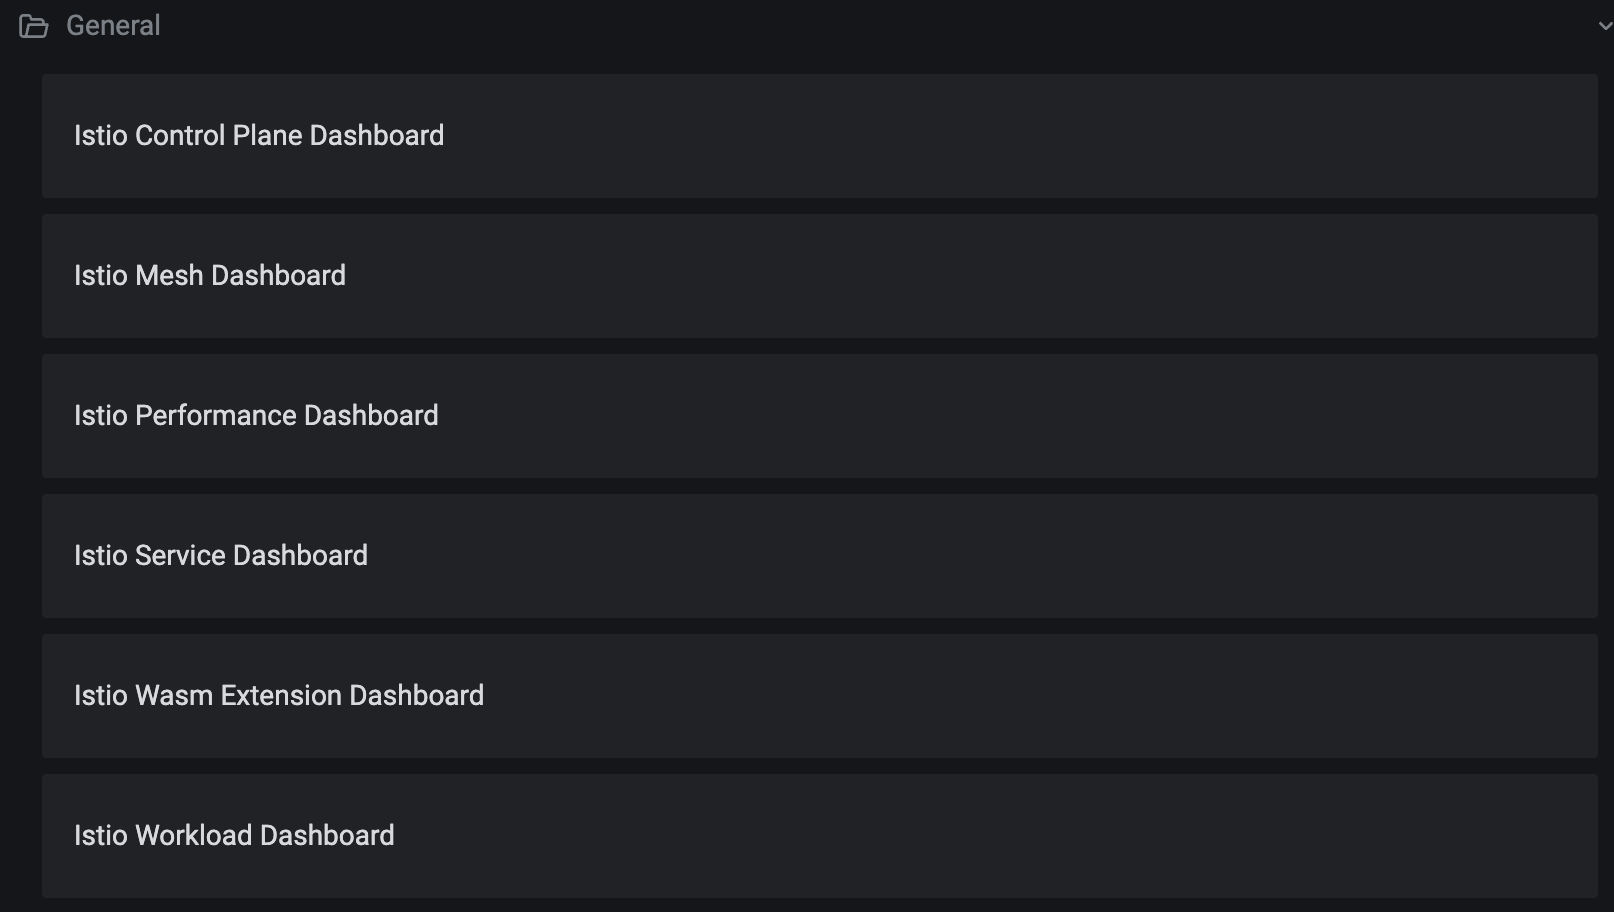 General
Istio Control Plane Dashboard
Istio Mesh Dashboard
Istio Performance Dashboard
Istio Service Dashboard
Istio Wasm Extension Dashboard
Istio Workload Dashboard